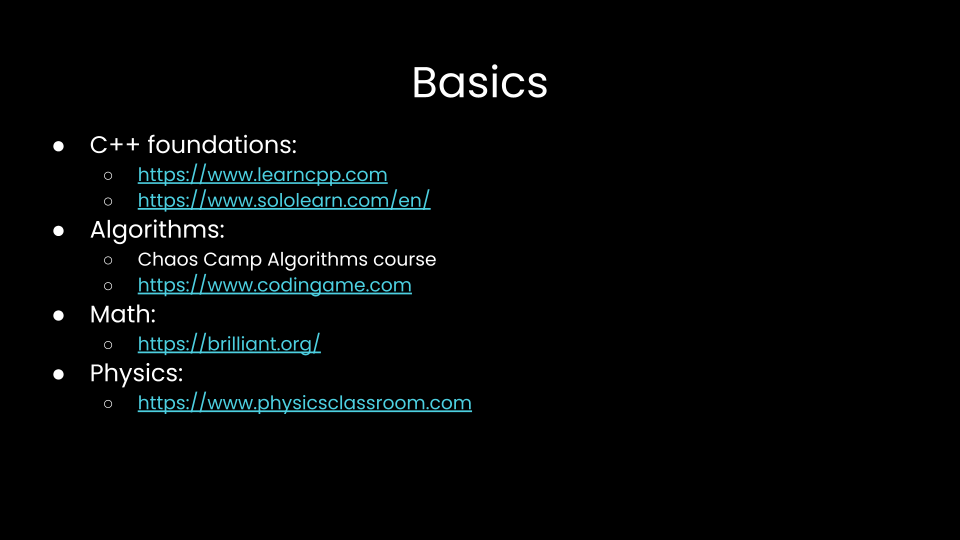 Basics
● C++ foundations:
○ https://www.learncpp.com
○ https://www.sololearn.com/en/
● Algorithms:
○ Chaos Camp Algorithms course
○ https://www.codingame.com
● Math:
○ https://brilliant.org/
● Physics:
○ https://www.physicsclassroom.com